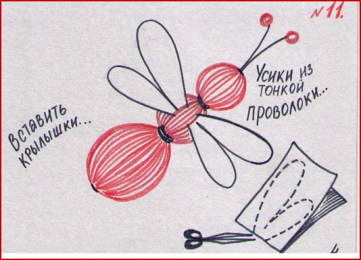 №11.
Усики из
тонкой
проволоки...
Вставить
крылышки...